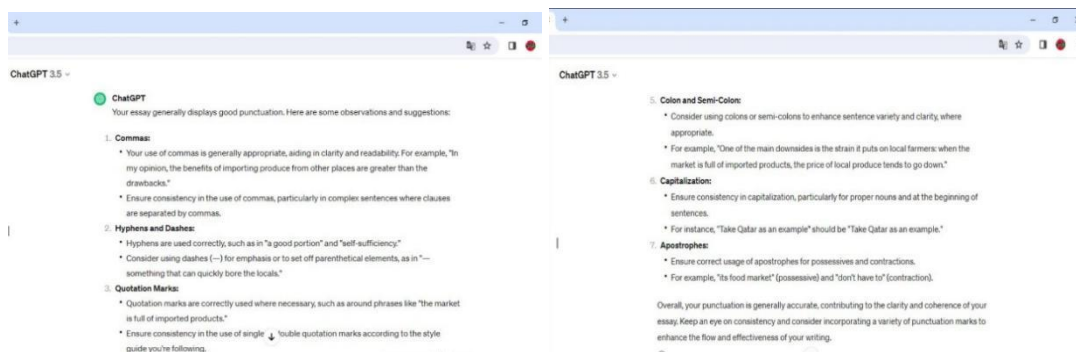 ChatGPT 3.5
ChatGPT
Your essay generally displays good punctuation. Here are some observations and suggestions:
1. Commas:
• Your use of commas is generally appropriate, aiding in clarity and readability. For example, "In
my opinion, the benefits of importing produce from other places are greater than the
drawbacks."
• Ensure consistency in the use of commas, particularly in complex sentences where clauses
are separated by commas.
2. Hyphens and Dashes:
• Hyphens are used correctly, such as in "a good portion" and "self-sufficiency."
• Consider using dashes (—) for emphasis or to set off parenthetical elements, as in "—
something that can quickly bore the locals."
3. Quotation Marks:
• Quotation marks are correctly used where necessary, such as around phrases like "the market
is full of imported products."
• Ensure consistency in the use of single double quotation marks according to the style
guide you're following.
ChatGPT 3.5
5. Colon and Semi-Colon:
• Consider using colons or semi-colons to enhance sentence variety and clarity, where
appropriate.
• For example, "One of the main downsides is the strain it puts on local farmers: when the
market is full of imported products, the price of local produce tends to go down."
6. Capitalization:
• Ensure consistency in capitalization, particularly for proper nouns and at the beginning of
sentences.
• For instance, "Take Qatar as an example" should be "Take Qatar as an example."
7. Apostrophes:
• Ensure correct usage of apostrophes for possessives and contractions.
• For example, "its food market" (possessive) and "don't have to" (contraction).
Overall, your punctuation is generally accurate, contributing to the clarity and coherence of your
essay. Keep an eye on consistency and consider incorporating a variety of punctuation marks to
enhance the flow and effectiveness of your writing.